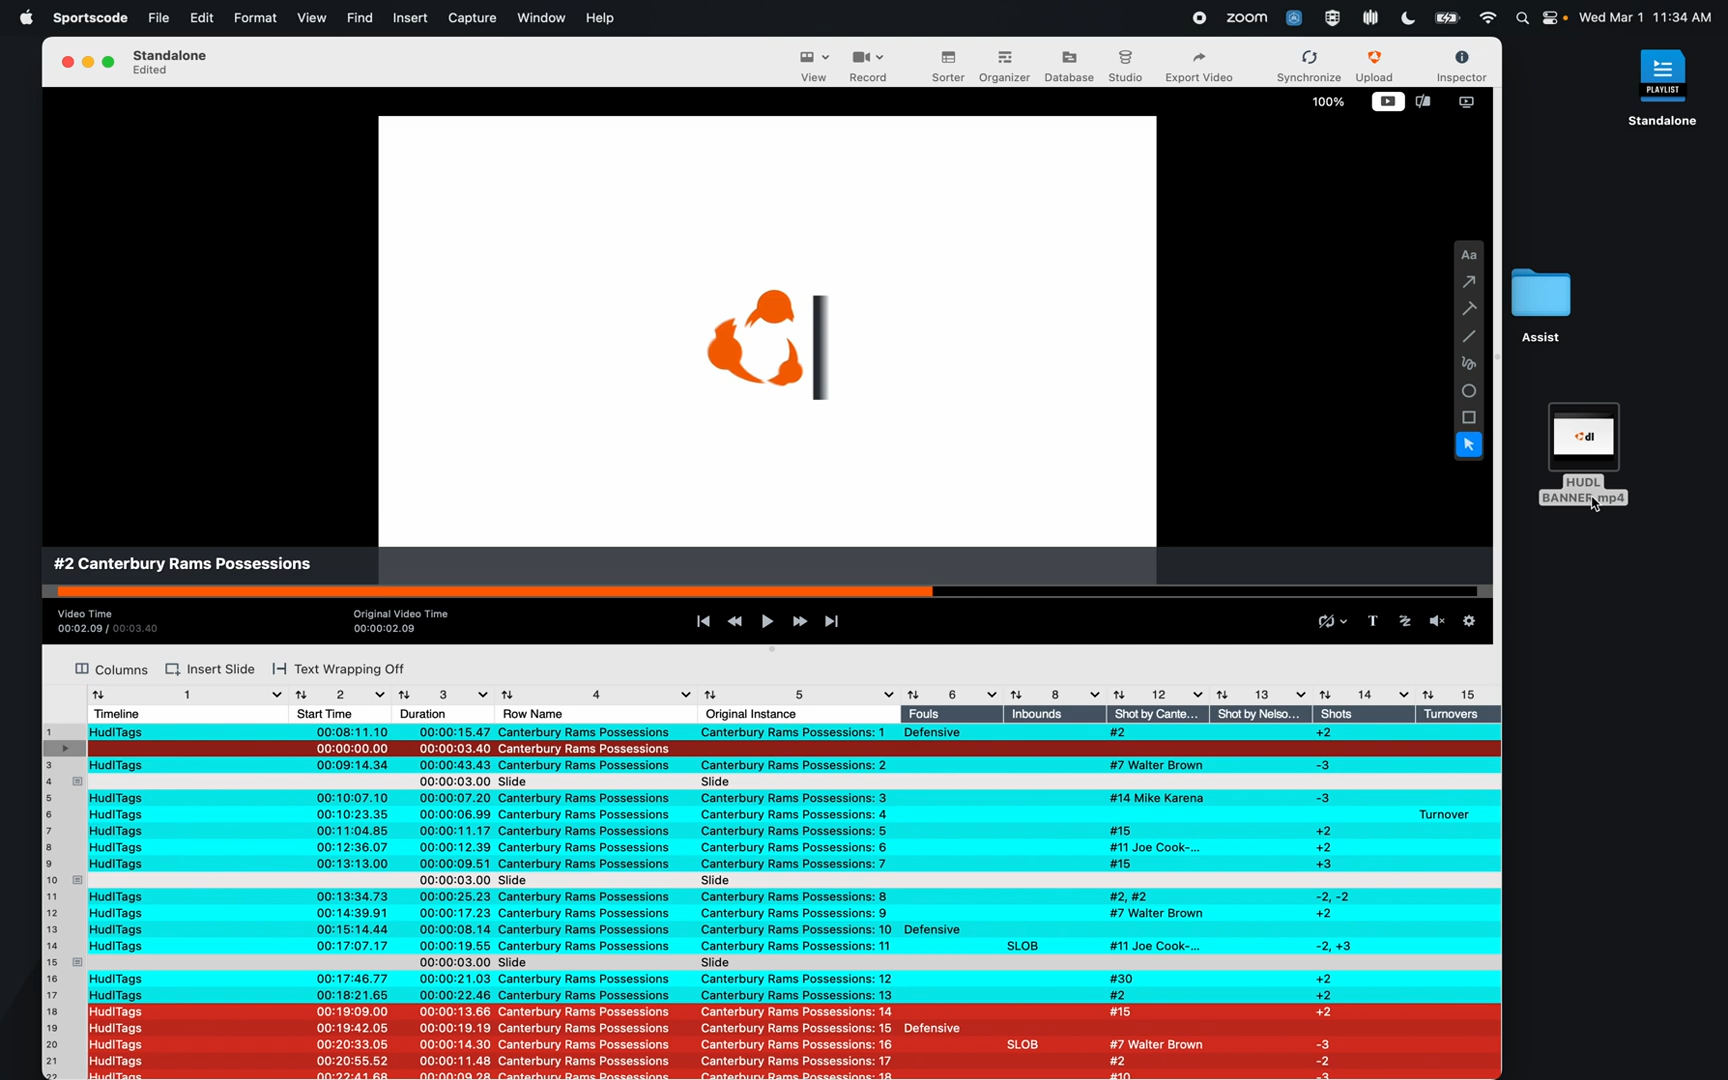 Sportscode File Edit Format View Find Insert Capture Window Help zoom Wed Mar 1 11:34 AM
Standalone
Edited
View Record Sorter Organizer Database Studio Export Video Synchronize Upload Inspector
100%
PLAYLIST
Standalone
Aa
Assist
dl
HUDL
BANNER.mp4
#2 Canterbury Rams Possessions
Video Time Original Video Time
00:02.09 / 00:03.40 00:00:02.09
T
Columns Insert Slide Text Wrapping Off
1 2 3 4 5 6 8 12 13 14 15
Timeline Start Time Duration Row Name Original Instance Fouls Inbounds Shot by Cante... Shot by Nelso... Shots Turnovers
1 HudlTags 00:08:11.10 00:00:15.47 Canterbury Rams Possessions Canterbury Rams Possessions: 1 Defensive #2 +2
00:00:00.00 00:00:03.40 Canterbury Rams Possessions
3 HudlTags 00:09:14.34 00:00:43.43 Canterbury Rams Possessions Canterbury Rams Possessions: 2 #7 Walter Brown -3
4 00:00:03.00 Slide Slide
5 HudlTags 00:10:07.10 00:00:07.20 Canterbury Rams Possessions Canterbury Rams Possessions: 3 #14 Mike Karena -3
6 HudlTags 00:10:23.35 00:00:06.99 Canterbury Rams Possessions Canterbury Rams Possessions: 4 Turnover
7 HudlTags 00:11:04.85 00:00:11.17 Canterbury Rams Possessions Canterbury Rams Possessions: 5 #15 +2
8 HudlTags 00:12:36.07 00:00:12.39 Canterbury Rams Possessions Canterbury Rams Possessions: 6 #11 Joe Cook-... +2
9 HudlTags 00:13:13.00 00:00:09.51 Canterbury Rams Possessions Canterbury Rams Possessions: 7 #15 +3
10 00:00:03.00 Slide Slide
11 HudlTags 00:13:34.73 00:00:25.23 Canterbury Rams Possessions Canterbury Rams Possessions: 8 #2, #2 -2, -2
12 HudlTags 00:14:39.91 00:00:17.23 Canterbury Rams Possessions Canterbury Rams Possessions: 9 #7 Walter Brown +2
13 HudlTags 00:15:14.44 00:00:08.14 Canterbury Rams Possessions Canterbury Rams Possessions: 10 Defensive
14 HudlTags 00:17:07.17 00:00:19.55 Canterbury Rams Possessions Canterbury Rams Possessions: 11 SLOB #11 Joe Cook-... -2, +3
15 00:00:03.00 Slide Slide
16 HudlTags 00:17:46.77 00:00:21.03 Canterbury Rams Possessions Canterbury Rams Possessions: 12 #30 +2
17 HudlTags 00:18:21.65 00:00:22.46 Canterbury Rams Possessions Canterbury Rams Possessions: 13 #2 +2
18 HudlTags 00:19:09.00 00:00:13.66 Canterbury Rams Possessions Canterbury Rams Possessions: 14 #15 +2
19 HudlTags 00:19:42.05 00:00:19.19 Canterbury Rams Possessions Canterbury Rams Possessions: 15 Defensive
20 HudlTags 00:20:33.05 00:00:14.30 Canterbury Rams Possessions Canterbury Rams Possessions: 16 SLOB #7 Walter Brown -3
21 HudlTags 00:20:55.52 00:00:11.48 Canterbury Rams Possessions Canterbury Rams Possessions: 17 #2 -2
22 HudlTags 00:22:41.68 00:00:09.28 Canterbury Rams Possessions Canterbury Rams Possessions: 18 #10 -3